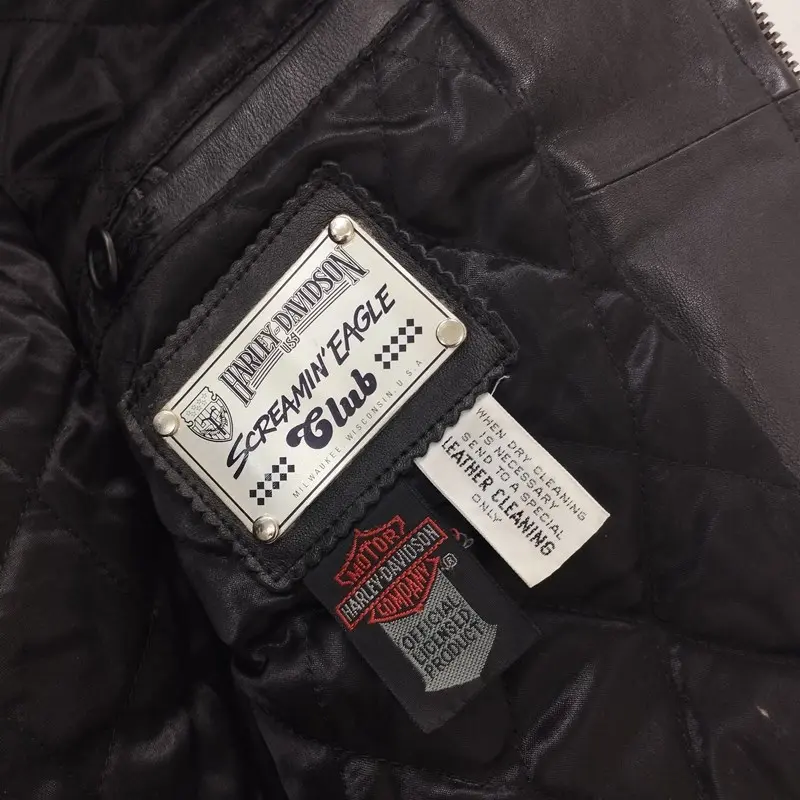 HARLEY-DAVIDSON
USA
SCREAMIN' EAGLE
Club
MILWAUKEE WISCONSIN, U.S.A
WHEN DRY CLEANING
IS NECESSARY
SEND TO A SPECIAL
LEATHER CLEANING
ONLY
MOTOR
HARLEY-DAVIDSON
COMPANY
®
OFFICIAL
LICENSED
PRODUCT